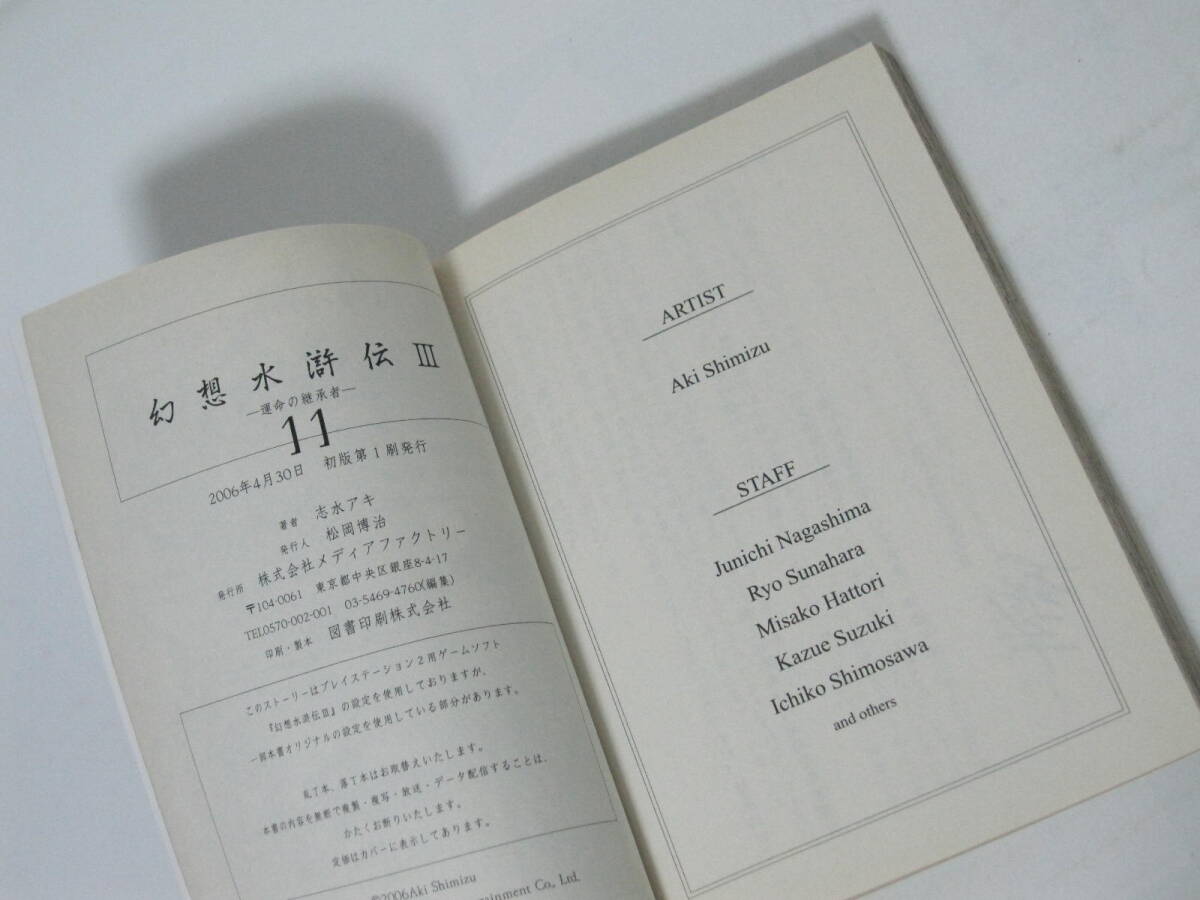 幻想水滸伝III
―運命の継承者―
11
2006年4月30日 初版第1刷発行
著者 志水アキ
発行人 松岡博治
発行所 株式会社メディアファクトリー
〒104-0061 東京都中央区銀座8-4-17
TEL0570-002-001 03-5469-4760(編集)
印刷・製本 図書印刷株式会社
このストーリーはプレイステーション2用ゲームソフト
『幻想水滸伝III』の設定を使用しておりますが、
一部本書オリジナルの設定を使用している部分があります。
乱丁本、落丁本はお取替えいたします。
本書の内容を無断で複製・複写・放送・データ配信することは、
かたくお断りいたします。
定価はカバーに表示してあります。
©2006Aki Shimizu
Co., Ltd.
ARTIST
Aki Shimizu
STAFF
Junichi Nagashima
Ryo Sunahara
Misako Hattori
Kazue Suzuki
Ichiko Shimosawa
and others